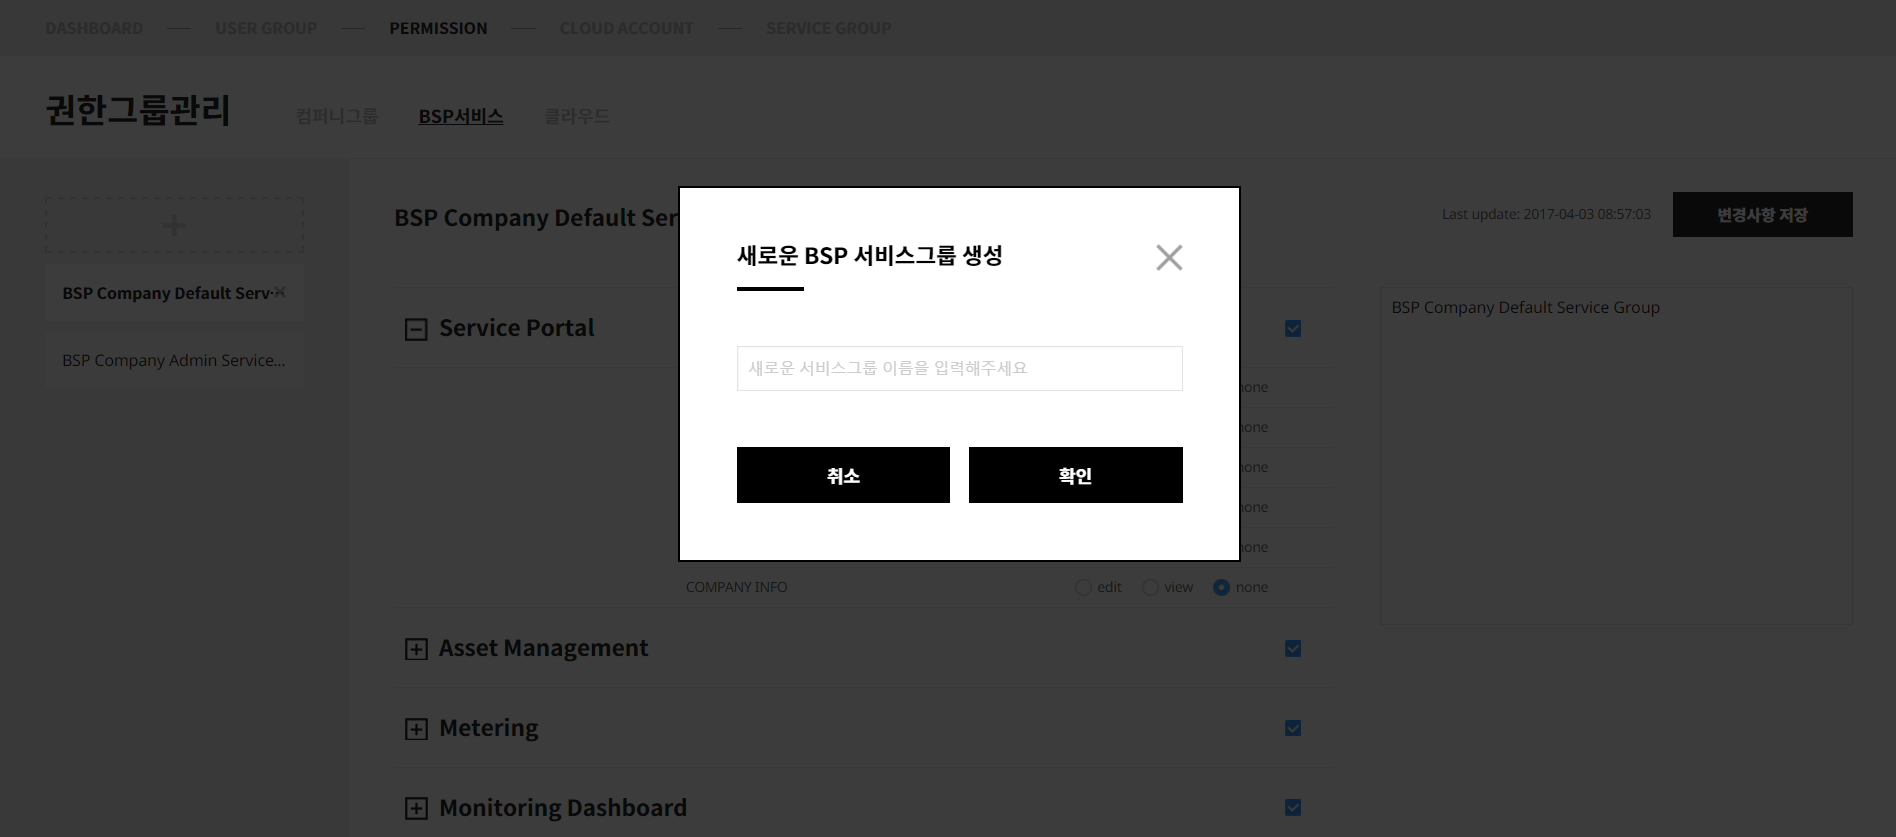 DASHBOARD — USER GROUP — PERMISSION — CLOUD ACCOUNT — SERVICE GROUP
권한그룹관리 컴퍼니그룹 BSP서비스 클라우드
BSP Company Default Serv…
BSP Company Admin Service...
BSP Company Default Ser
Last update: 2017-04-03 08:57:03
변경사항 저장
새로운 BSP 서비스그룹 생성
새로운 서비스그룹 이름을 입력해주세요
취소 확인
Service Portal
none
none
none
none
none
COMPANY INFO edit view none
Asset Management
Metering
Monitoring Dashboard
BSP Company Default Service Group